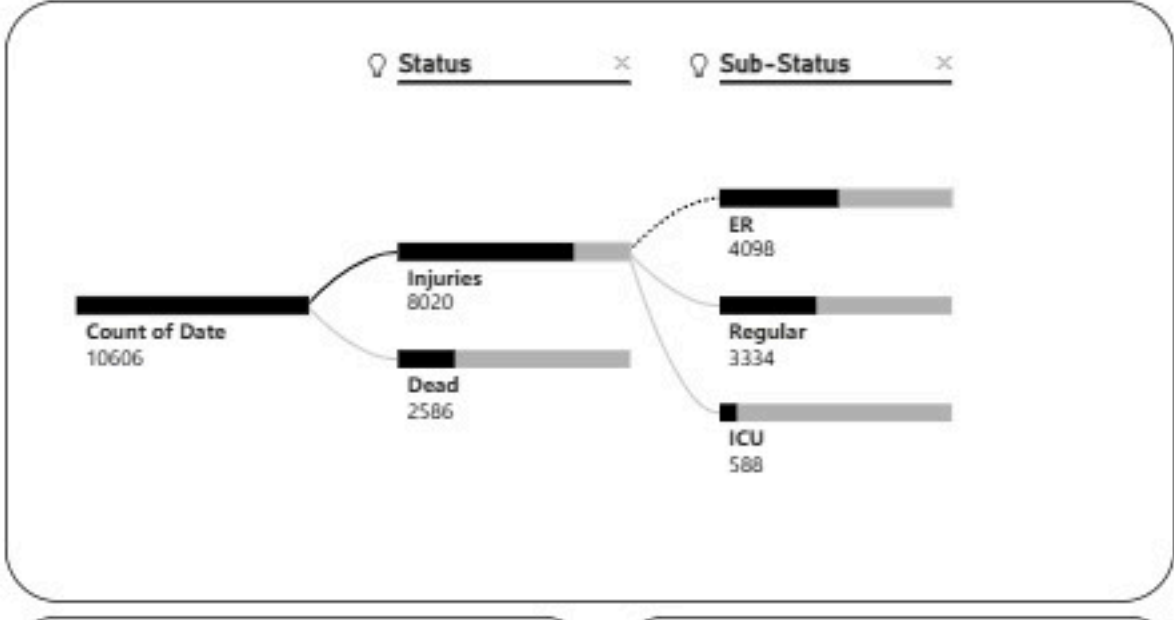 Status
Sub-Status
ER
4098
Injuries
8020
Count of Date
10606
Regular
3334
Dead
2586
ICU
588